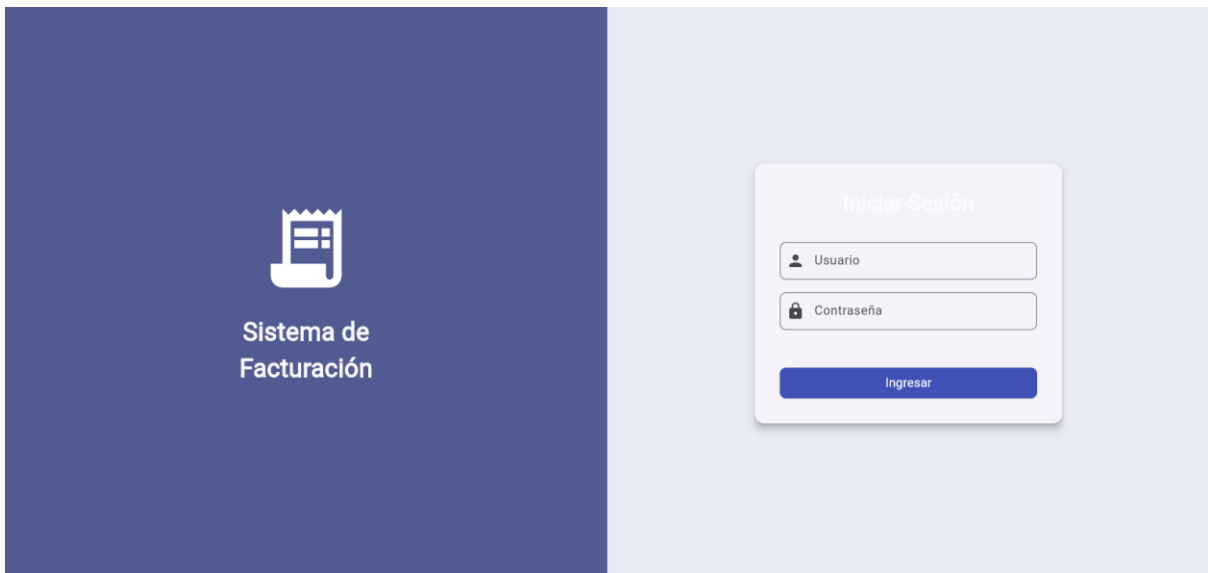 Sistema de
Facturación
Iniciar Sesión
Usuario
Contraseña
Ingresar